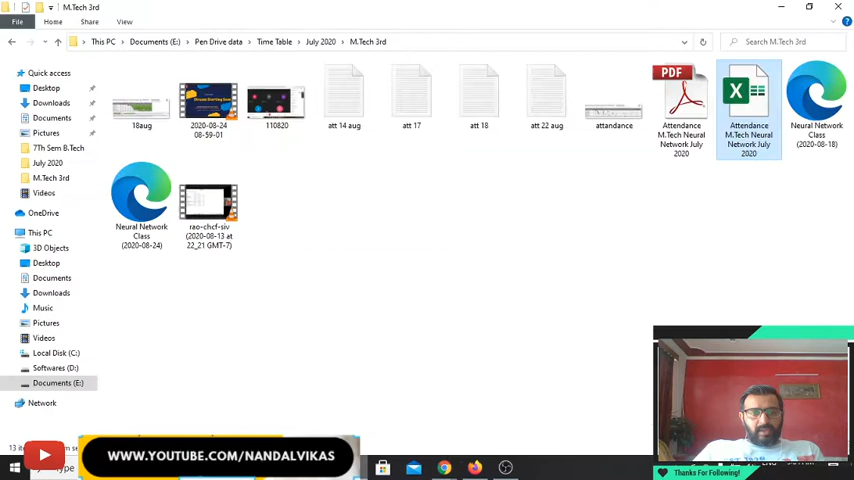 M.Tech 3rd
File
Home
Share
View
This PC
Documents (E:)
Pen Drive data
Time Table
July 2020
M.Tech 3rd
Search M.Tech 3rd
Quick access
Desktop
Downloads
Documents
Pictures
7Th Sem B.Tech
July 2020
M.Tech 3rd
Videos
OneDrive
This PC
3D Objects
Desktop
Documents
Downloads
Music
Pictures
Videos
Local Disk (C:)
Softwares (D:)
Documents (E:)
Network
18aug
2020-08-24
08-59-01
110820
att 14 aug
att 17
att 18
att 22 aug
attandance
PDF
Attendance
M.Tech Neural
Network July
2020
Attendance
M.Tech Neural
Network July
2020
Neural Network
Class
(2020-08-18)
Neural Network
Class
(2020-08-24)
rao-chcf-siv
(2020-08-13 at
22_21 GMT-7)
13 ite
Type
WWW.YOUTUBE.COM/NANDALVIKAS
Thanks For Following!